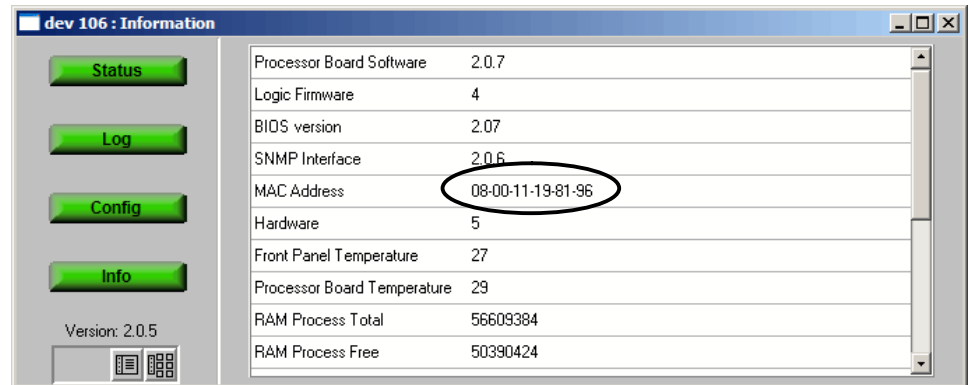 dev 106 : Information
Status
Log
Config
Info
Version: 2.0.5
Processor Board Software 2.0.7
Logic Firmware 4
BIOS version 2.07
SNMP Interface 2.0.6
MAC Address 08-00-11-19-81-96
Hardware 5
Front Panel Temperature 27
Processor Board Temperature 29
RAM Process Total 56609384
RAM Process Free 50390424